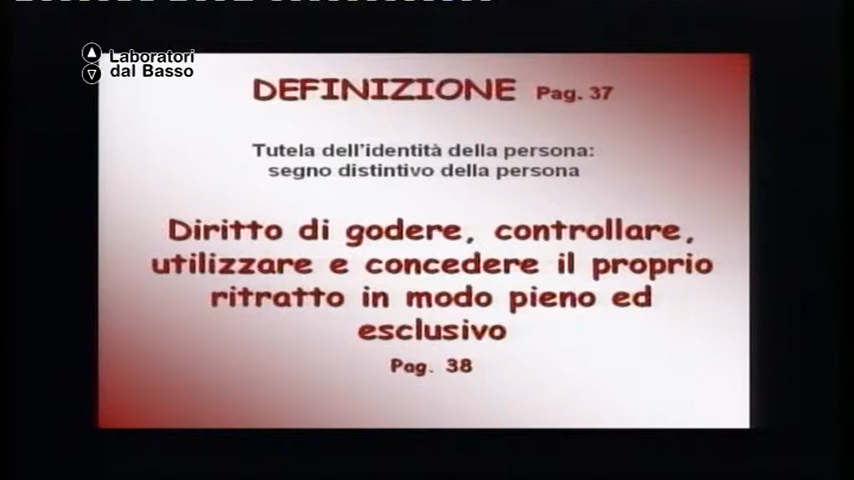 Laboratori
dal Basso
DEFINIZIONE Pag. 37
Tutela dell'identità della persona:
segno distintivo della persona
Diritto di godere, controllare,
utilizzare e concedere il proprio
ritratto in modo pieno ed
esclusivo
Pag. 38